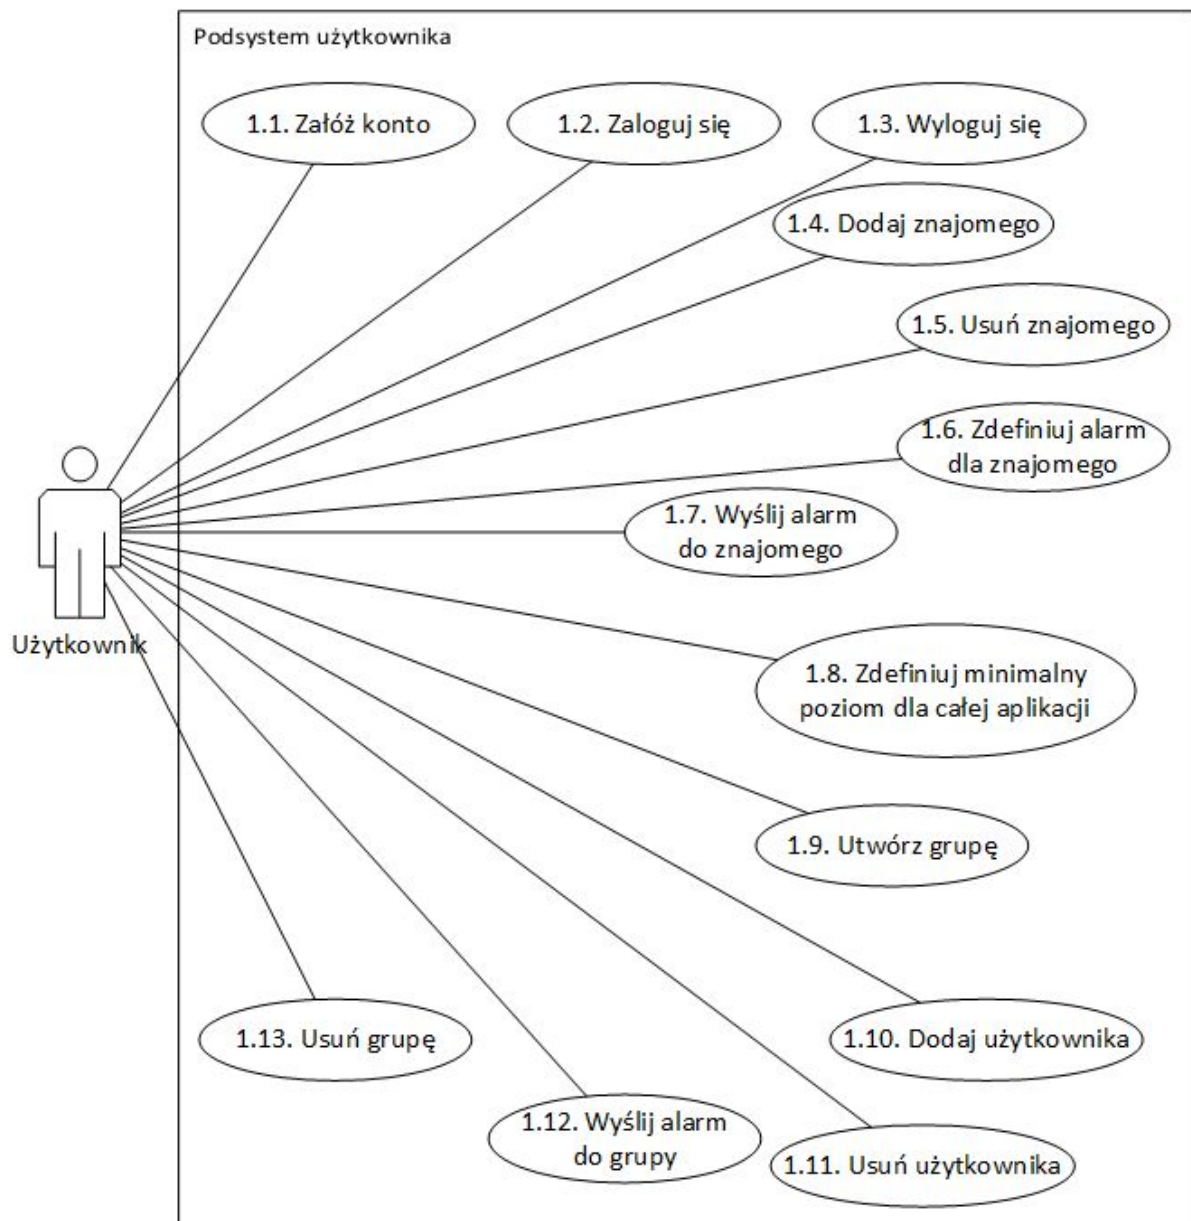 Podsystem użytkownika
1.1. Załóż konto
1.2. Zaloguj się
1.3. Wyloguj się
1.4. Dodaj znajomego
1.5. Usuń znajomego
1.6. Zdefiniuj alarm
dla znajomego
1.7. Wyślij alarm
do znajomego
Użytkownik
1.8. Zdefiniuj minimalny
poziom dla całej aplikacji
1.9. Utwórz grupę
1.13. Usuń grupę
1.10. Dodaj użytkownika
1.12. Wyślij alarm
do grupy
1.11. Usuń użytkownika